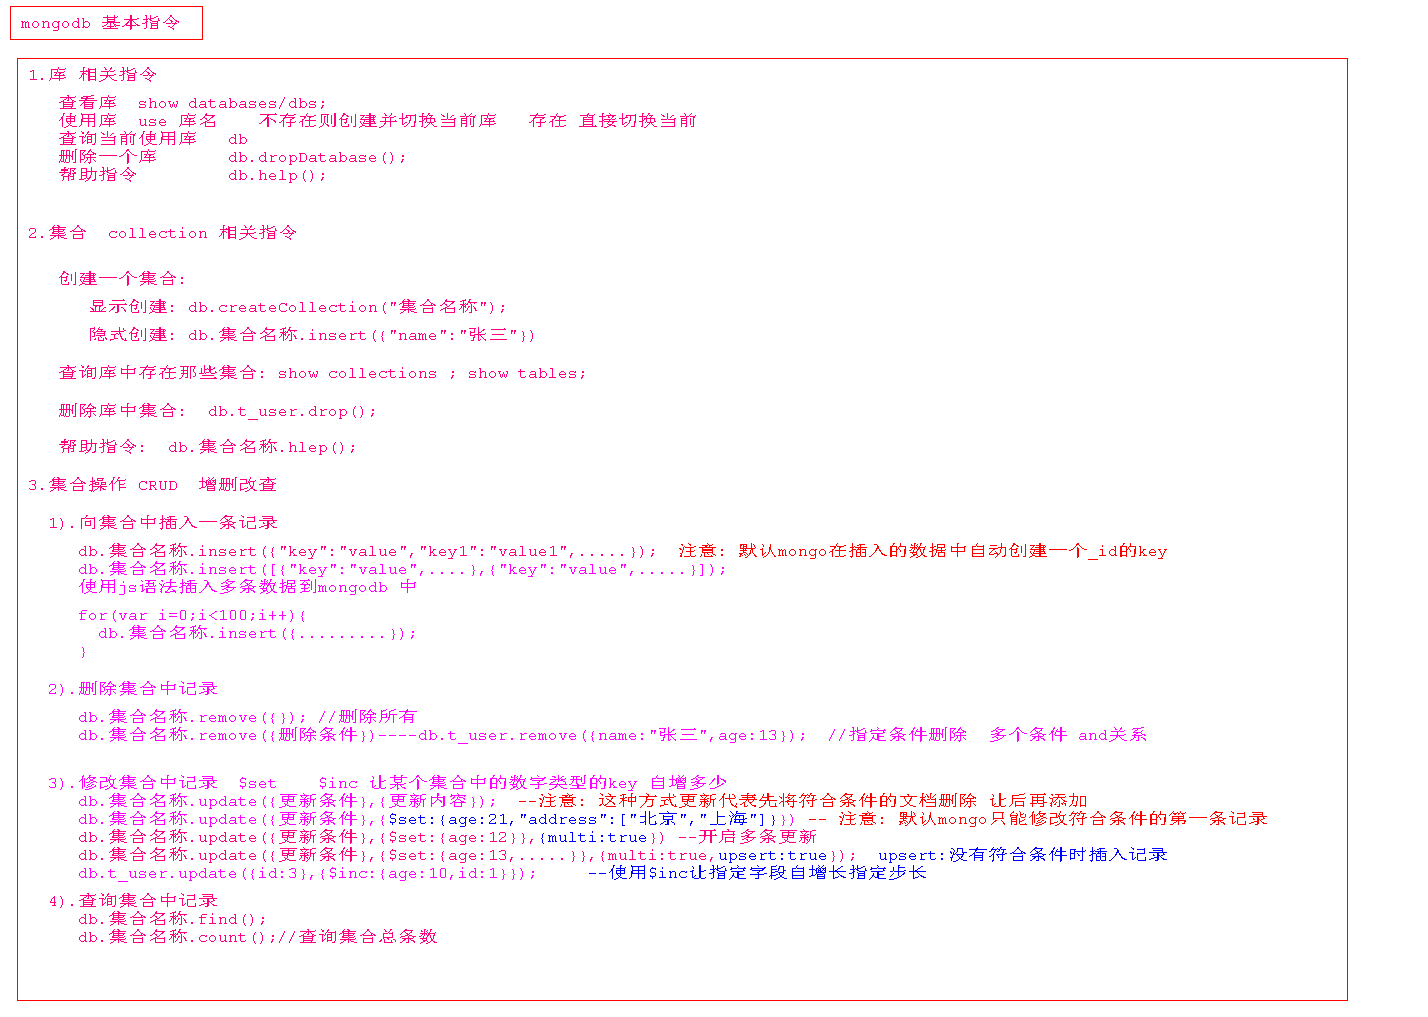 mongodb 基本指令
1.库 相关指令
查看库  show databases/dbs;
使用库  use 库名    不存在则创建并切换当前库   存在 直接切换当前
查询当前使用库   db
删除一个库       db.dropDatabase();
帮助指令         db.help();
2.集合  collection 相关指令
创建一个集合:
显示创建: db.createCollection("集合名称");
隐式创建: db.集合名称.insert({"name":"张三"})
查询库中存在那些集合: show collections ; show tables;
删除库中集合:  db.t_user.drop();
帮助指令:  db.集合名称.hlep();
3.集合操作 CRUD  增删改查
1).向集合中插入一条记录
db.集合名称.insert({"key":"value","key1":"value1",.....});  注意: 默认mongo在插入的数据中自动创建一个_id的key
db.集合名称.insert([{"key":"value",....},{"key":"value",.....}]);
使用js语法插入多条数据到mongodb 中
for(var i=0;i<100;i++){
db.集合名称.insert({.........});
}
2).删除集合中记录
db.集合名称.remove({}); //删除所有
db.集合名称.remove({删除条件})----db.t_user.remove({name:"张三",age:13});  //指定条件删除  多个条件 and关系
3).修改集合中记录  $set    $inc 让某个集合中的数字类型的key 自增多少
db.集合名称.update({更新条件},{更新内容});  --注意: 这种方式更新代表先将符合条件的文档删除 让后再添加
db.集合名称.update({更新条件},{$set:{age:21,"address":["北京","上海"]}}) -- 注意: 默认mongo只能修改符合条件的第一条记录
db.集合名称.update({更新条件},{$set:{age:12}},{multi:true}) --开启多条更新
db.集合名称.update({更新条件},{$set:{age:13,.....}},{multi:true,upsert:true});  upsert:没有符合条件时插入记录
db.t_user.update({id:3},{$inc:{age:10,id:1}});     --使用$inc让指定字段自增长指定步长
4).查询集合中记录
db.集合名称.find();
db.集合名称.count();//查询集合总条数